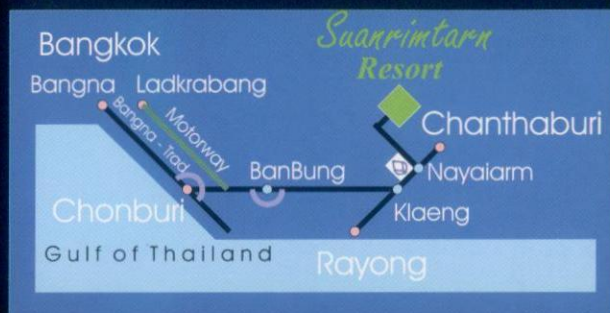 Suanrimtarn
Resort
Bangkok
Bangna
Ladkrabang
Bangna - Trad
Motorway
Chanthaburi
BanBung
Nayaiarm
Chonburi
Klaeng
Gulf of Thailand
Rayong